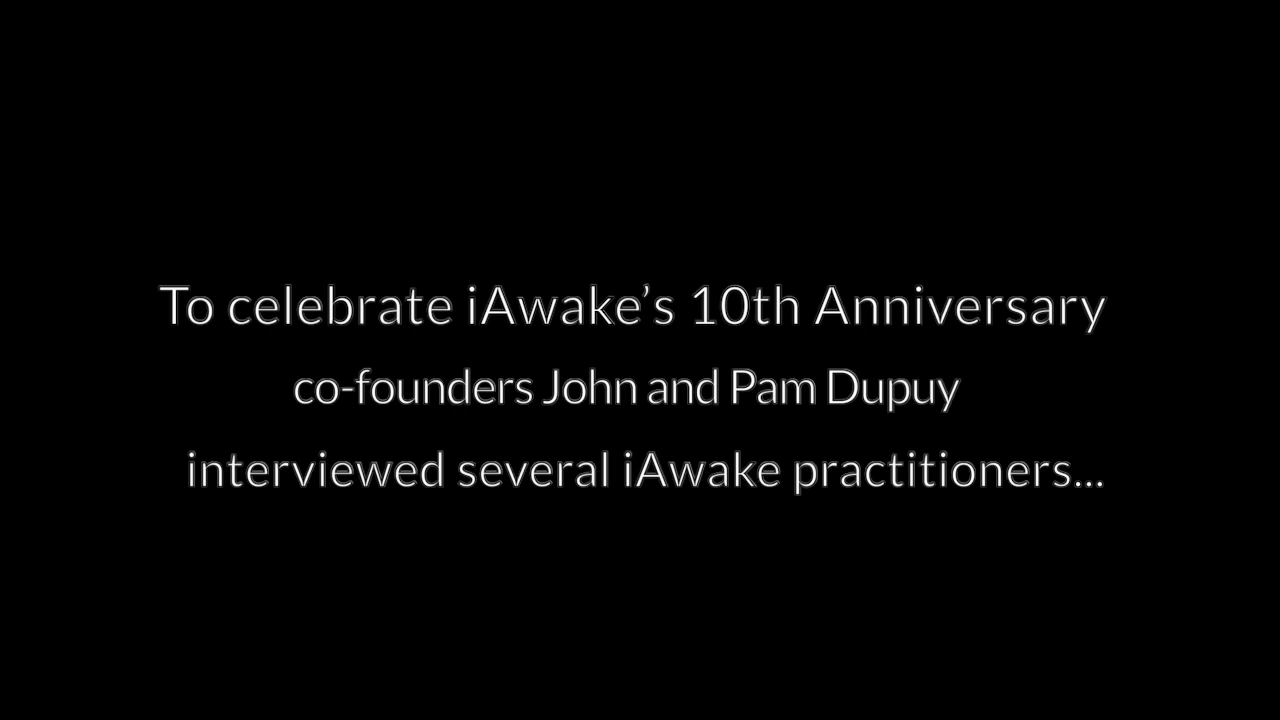 To celebrate iAwake’s 10th Anniversary
co-founders John and Pam Dupuy
interviewed several iAwake practitioners...